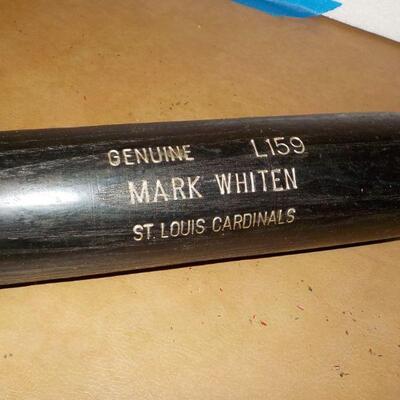 GENUINE L159
MARK WHITEN
ST. LOUIS CARDINALS